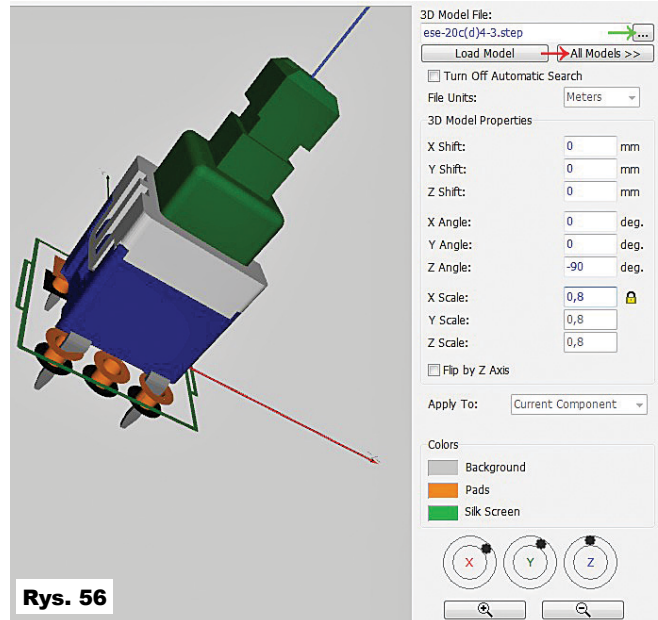 3D Model File:
ese-20c(d)4-3.step ...
Load Model All Models >>
Turn Off Automatic Search
File Units: Meters
3D Model Properties
X Shift: 0 mm
Y Shift: 0 mm
Z Shift: 0 mm
X Angle: 0 deg.
Y Angle: 0 deg.
Z Angle: -90 deg.
X Scale: 0,8
Y Scale: 0,8
Z Scale: 0,8
Flip by Z Axis
Apply To: Current Component
Colors
Background
Pads
Silk Screen
X Y Z
Rys. 56